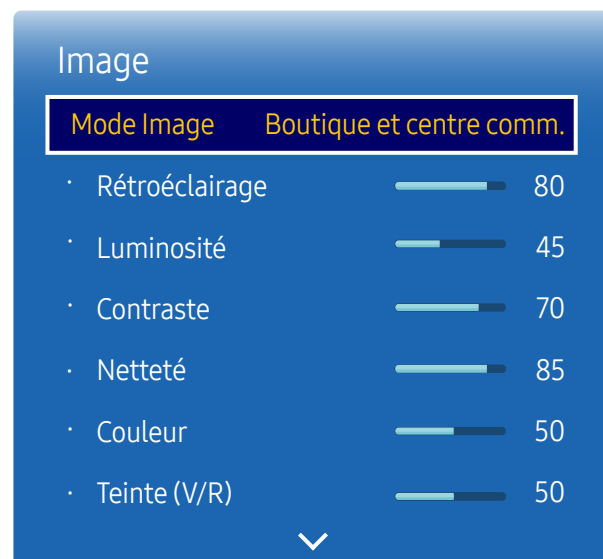 Image
Mode Image Boutique et centre comm.
· Rétroéclairage 80
· Luminosité 45
· Contraste 70
· Netteté 85
· Couleur 50
· Teinte (V/R) 50